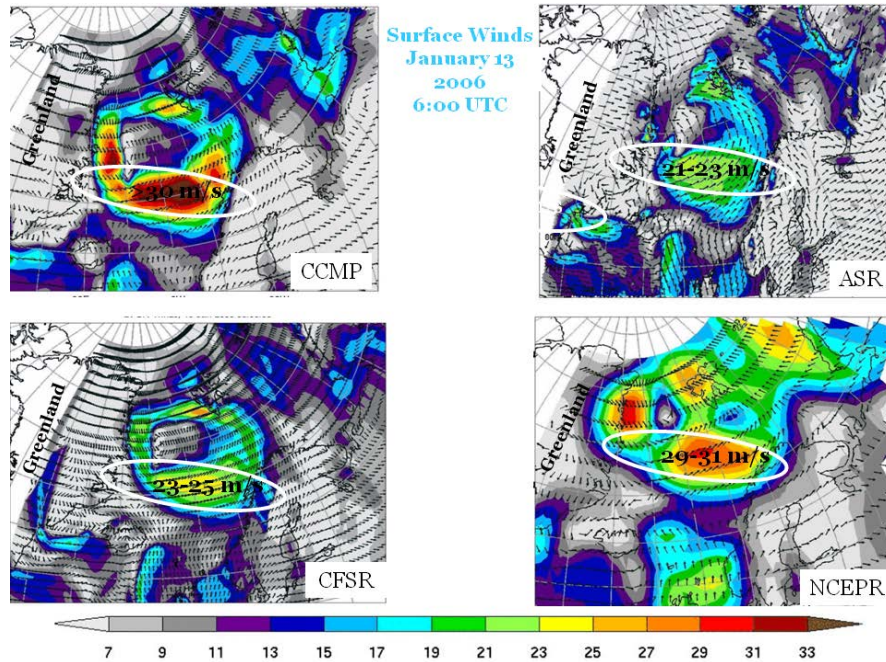 Surface Winds
January 13
2006
6:00 UTC
Greenland
>30 m/s
CCMP
Greenland
21-23 m/s
ASR
Greenland
23-25 m/s
CFSR
Greenland
29-31 m/s
NCEPR
7 9 11 13 15 17 19 21 23 25 27 29 31 33